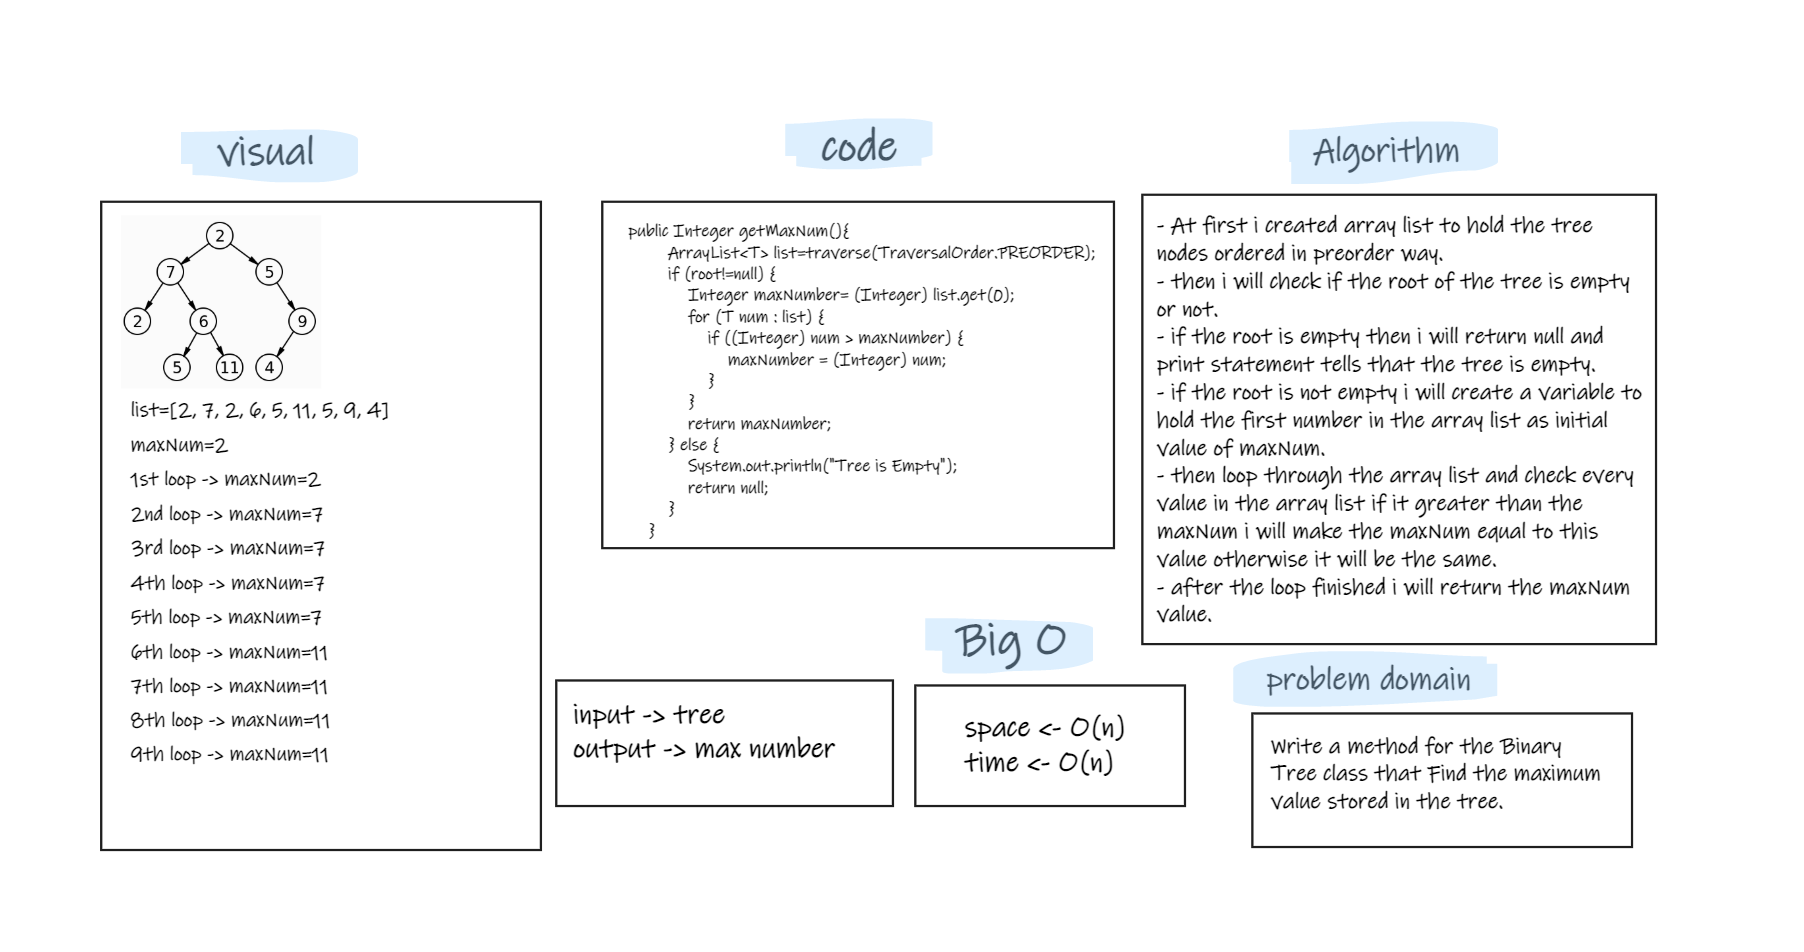 visual
2
7
5
2
6
9
5
11
4
list=[2, 7, 2, 6, 5, 11, 5, 9, 4]
maxNum=2
1st loop -> maxNum=2
2nd loop -> maxNum=7
3rd loop -> maxNum=7
4th loop -> maxNum=7
5th loop -> maxNum=7
6th loop -> maxNum=11
7th loop -> maxNum=11
8th loop -> maxNum=11
9th loop -> maxNum=11
code
public Integer getMaxNum(){
ArrayList<T> list=traverse(TraversalOrder.PREORDER);
if (root!=null) {
Integer maxNumber= (Integer) list.get(0);
for (T num : list) {
if ((Integer) num > maxNumber) {
maxNumber = (Integer) num;
}
}
return maxNumber;
} else {
System.out.println("Tree is Empty");
return null;
}
}
Algorithm
- At first i created array list to hold the tree
nodes ordered in preorder way.
- then i will check if the root of the tree is empty
or not.
- if the root is empty then i will return null and
print statement tells that the tree is empty.
- if the root is not empty i will create a variable to
hold the first number in the array list as initial
value of maxNum.
- then loop through the array list and check every
value in the array list if it greater than the
maxNum i will make the maxNum equal to this
value otherwise it will be the same.
- after the loop finished i will return the maxNum
value.
input -> tree
output -> max number
Big O
space <- O(n)
time <- O(n)
problem domain
Write a method for the Binary
Tree class that Find the maximum
value stored in the tree.